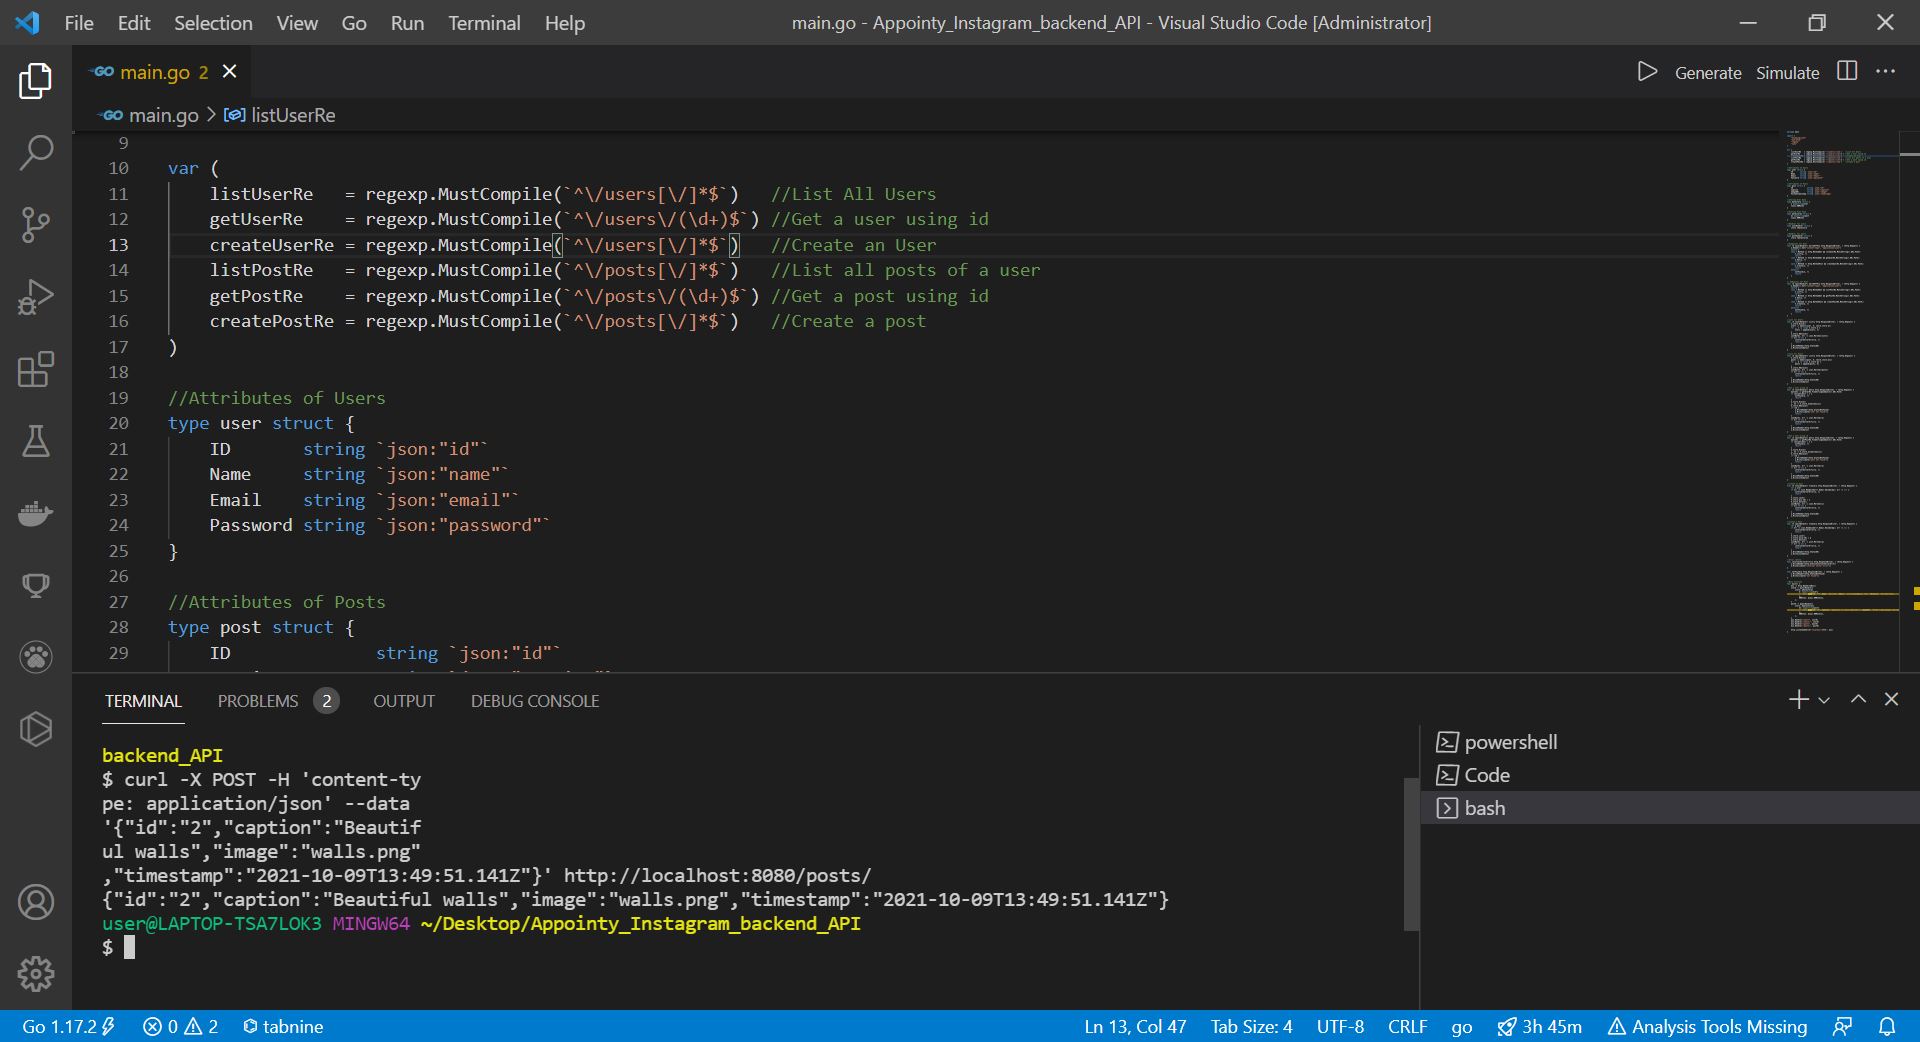 File Edit Selection View Go Run Terminal Help main.go - Appointy_Instagram_backend_API - Visual Studio Code [Administrator]
GO main.go 2
Generate Simulate
GO main.go > listUserRe
9
10 var (
11 listUserRe = regexp.MustCompile(`^\/users[\/]*$`) //List All Users
12 getUserRe = regexp.MustCompile(`^\/users\/(\d+)$`) //Get a user using id
13 createUserRe = regexp.MustCompile(`^\/users[\/]*$`) //Create an User
14 listPostRe = regexp.MustCompile(`^\/posts[\/]*$`) //List all posts of a user
15 getPostRe = regexp.MustCompile(`^\/posts\/(\d+)$`) //Get a post using id
16 createPostRe = regexp.MustCompile(`^\/posts[\/]*$`) //Create a post
17 )
18
19 //Attributes of Users
20 type user struct {
21 ID string `json:"id"`
22 Name string `json:"name"`
23 Email string `json:"email"`
24 Password string `json:"password"`
25 }
26
27 //Attributes of Posts
28 type post struct {
29 ID string `json:"id"`
TERMINAL PROBLEMS 2 OUTPUT DEBUG CONSOLE
backend_API
$ curl -X POST -H 'content-ty
pe: application/json' --data
'{"id":"2","caption":"Beautif
ul walls","image":"walls.png"
,"timestamp":"2021-10-09T13:49:51.141Z"}' http://localhost:8080/posts/
{"id":"2","caption":"Beautiful walls","image":"walls.png","timestamp":"2021-10-09T13:49:51.141Z"}
user@LAPTOP-TSA7LOK3 MINGW64 ~/Desktop/Appointy_Instagram_backend_API
$
powershell
Code
bash
Go 1.17.2 0 2 tabnine Ln 13, Col 47 Tab Size: 4 UTF-8 CRLF go 3h 45m Analysis Tools Missing